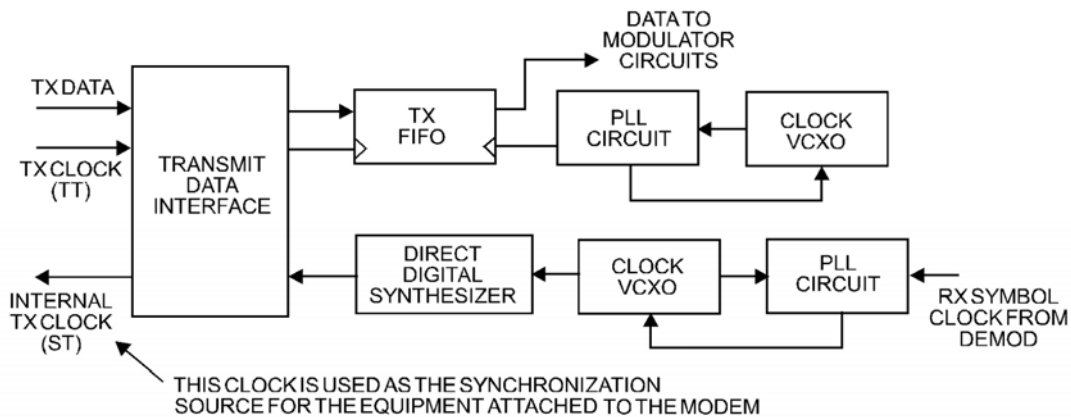 DATA TO
MODULATOR
CIRCUITS
TX DATA
TX CLOCK
(TT)
TRANSMIT
DATA
INTERFACE
TX
FIFO
PLL
CIRCUIT
CLOCK
VCXO
INTERNAL
TX CLOCK
(ST)
DIRECT
DIGITAL
SYNTHESIZER
CLOCK
VCXO
PLL
CIRCUIT
RX SYMBOL
CLOCK FROM
DEMOD
THIS CLOCK IS USED AS THE SYNCHRONIZATION
SOURCE FOR THE EQUIPMENT ATTACHED TO THE MODEM